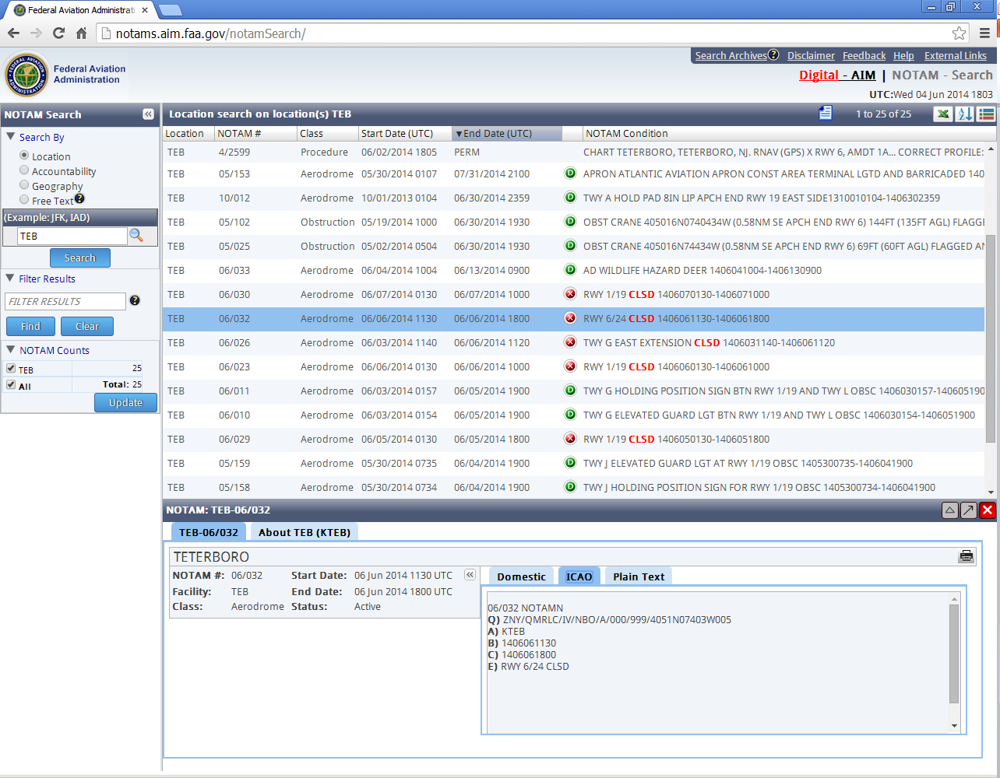 Federal Aviation Administrati
notams.aim.faa.gov/notamSearch/
Federal Aviation
Administration
Search Archives ? Disclaimer Feedback Help External Links
Digital - AIM | NOTAM - Search
UTC:Wed 04 Jun 2014 1803
NOTAM Search
Search By
Location
Accountability
Geography
Free Text ?
(Example: JFK, IAD)
TEB
Search
Filter Results
FILTER RESULTS ?
Find Clear
NOTAM Counts
TEB 25
All Total: 25
Update
Location search on location(s) TEB 1 to 25 of 25
Location NOTAM # Class Start Date (UTC) ▼End Date (UTC) NOTAM Condition
TEB 4/2599 Procedure 06/02/2014 1805 PERM CHART TETERBORO, TETERBORO, NJ. RNAV (GPS) X RWY 6, AMDT 1A... CORRECT PROFILE:
TEB 05/153 Aerodrome 05/30/2014 0107 07/31/2014 2100 D APRON ATLANTIC AVIATION APRON CONST AREA TERMINAL LGTD AND BARRICADED 140
TEB 10/012 Aerodrome 10/01/2013 0104 06/30/2014 2359 D TWY A HOLD PAD 8IN LIP APCH END RWY 19 EAST SIDE1310010104-1406302359
TEB 05/102 Obstruction 05/19/2014 1000 06/30/2014 1930 D OBST CRANE 405016N0740434W (0.58NM SE APCH END RWY 6) 144FT (135FT AGL) FLAGGE
TEB 05/025 Obstruction 05/02/2014 0504 06/30/2014 1930 D OBST CRANE 405016N74434W (0.58NM SE APCH END RWY 6) 69FT (60FT AGL) FLAGGED AN
TEB 06/033 Aerodrome 06/04/2014 1004 06/13/2014 0900 D AD WILDLIFE HAZARD DEER 1406041004-1406130900
TEB 06/030 Aerodrome 06/07/2014 0130 06/07/2014 1000 X RWY 1/19 CLSD 1406070130-1406071000
TEB 06/032 Aerodrome 06/06/2014 1130 06/06/2014 1800 X RWY 6/24 CLSD 1406061130-1406061800
TEB 06/026 Aerodrome 06/03/2014 1140 06/06/2014 1120 X TWY G EAST EXTENSION CLSD 1406031140-1406061120
TEB 06/023 Aerodrome 06/06/2014 0130 06/06/2014 1000 X RWY 1/19 CLSD 1406060130-1406061000
TEB 06/011 Aerodrome 06/03/2014 0157 06/05/2014 1900 D TWY G HOLDING POSITION SIGN BTN RWY 1/19 AND TWY L OBSC 1406030157-140605190
TEB 06/010 Aerodrome 06/03/2014 0154 06/05/2014 1900 D TWY G ELEVATED GUARD LGT BTN RWY 1/19 AND TWY L OBSC 1406030154-1406051900
TEB 06/029 Aerodrome 06/05/2014 0130 06/05/2014 1800 X RWY 1/19 CLSD 1406050130-1406051800
TEB 05/159 Aerodrome 05/30/2014 0735 06/04/2014 1900 D TWY J ELEVATED GUARD LGT AT RWY 1/19 OBSC 1405300735-1406041900
TEB 05/158 Aerodrome 05/30/2014 0734 06/04/2014 1900 D TWY J HOLDING POSITION SIGN FOR RWY 1/19 OBSC 1405300734-1406041900
NOTAM: TEB-06/032
TEB-06/032 About TEB (KTEB)
TETERBORO
NOTAM #: 06/032 Start Date: 06 Jun 2014 1130 UTC
Facility: TEB End Date: 06 Jun 2014 1800 UTC
Class: Aerodrome Status: Active
Domestic ICAO Plain Text
06/032 NOTAMN
Q) ZNY/QMRLC/IV/NBO/A/000/999/4051N07403W005
A) KTEB
B) 1406061130
C) 1406061800
E) RWY 6/24 CLSD